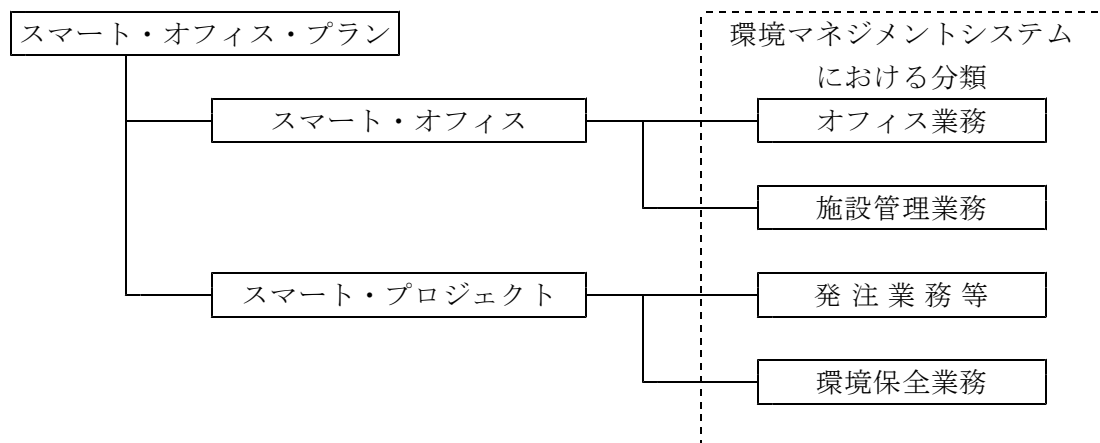 スマート・オフィス・プラン
環境マネジメントシステム
における分類
スマート・オフィス
オフィス業務
施設管理業務
スマート・プロジェクト
発注業務等
環境保全業務